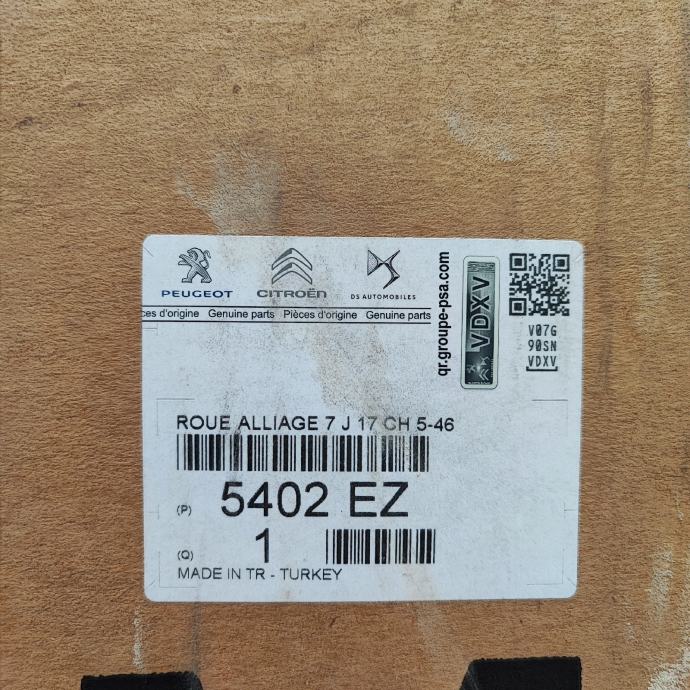 PEUGEOT CITROËN DS AUTOMOBILES
ces d'origine Genuine parts Pièces d'origine Genuine parts
qr.groupe-psa.com
VDXV
V07G
90SN
VDXV
ROUE ALLIAGE 7 J 17 CH 5-46
(P) 5402 EZ
(Q) 1
MADE IN TR - TURKEY